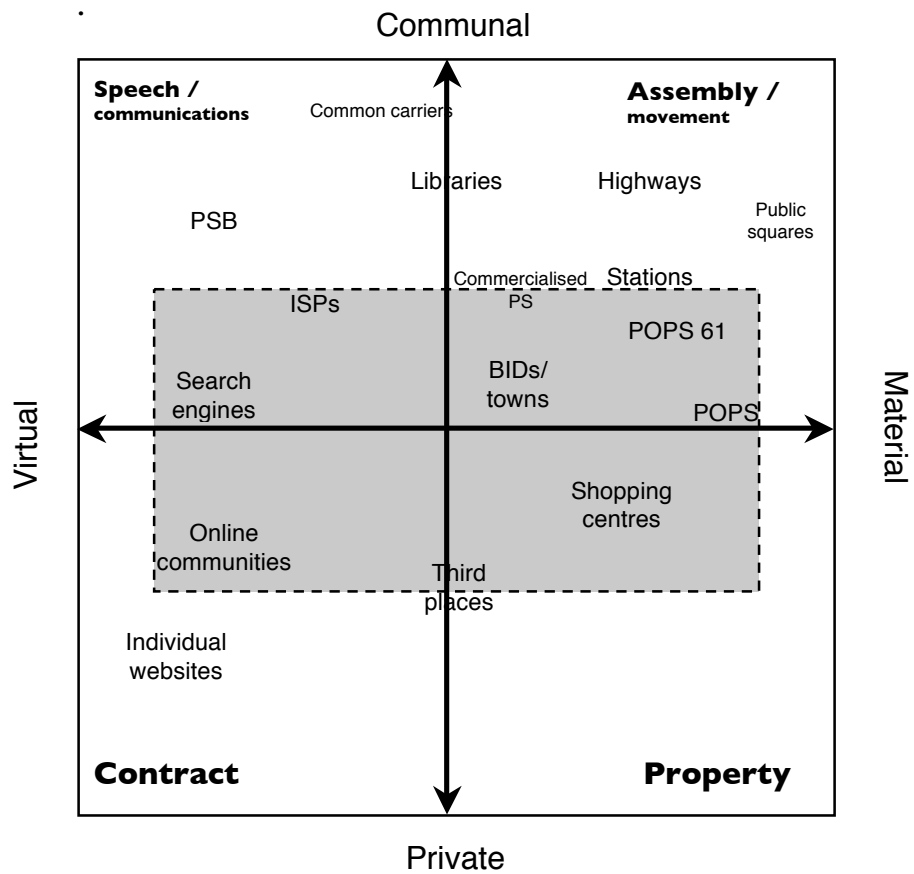 Communal
Speech /
communications
Common carriers
Assembly /
movement
Libraries
Highways
PSB
Public
squares
Commercialised
PS
Stations
ISPs
POPS 61
BIDs/
towns
Search
engines
POPS
Virtual
Material
Shopping
centres
Online
communities
Third
places
Individual
websites
Contract
Property
Private